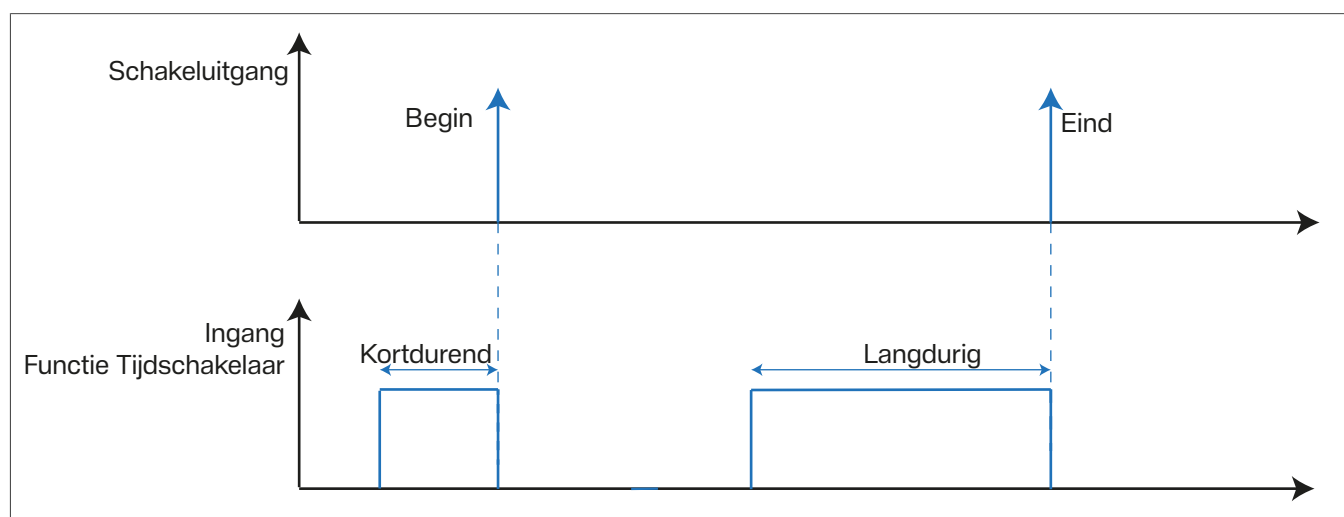 Schakeluitgang
Begin
Eind
Ingang
Functie Tijdschakelaar
Kortdurend
Langdurig